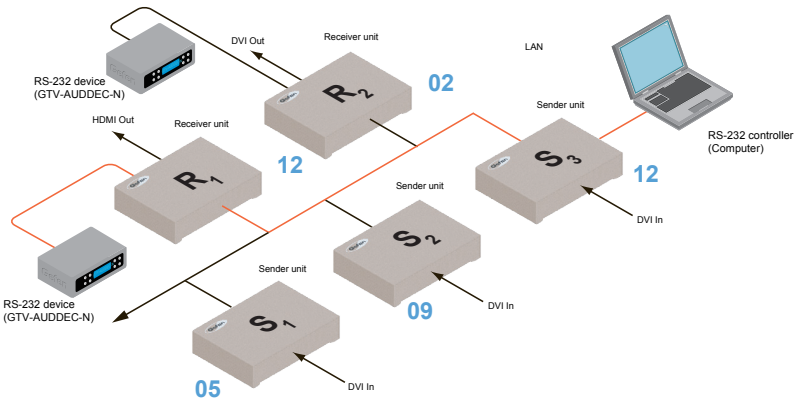 DVI Out
Receiver unit
LAN
RS-232 device
(GTV-AUDDEC-N)
R2
02
Sender unit
HDMI Out
Receiver unit
RS-232 controller
(Computer)
S3
12
R1
12
Sender unit
DVI In
S2
Sender unit
RS-232 device
(GTV-AUDDEC-N)
DVI In
09
S1
DVI In
05